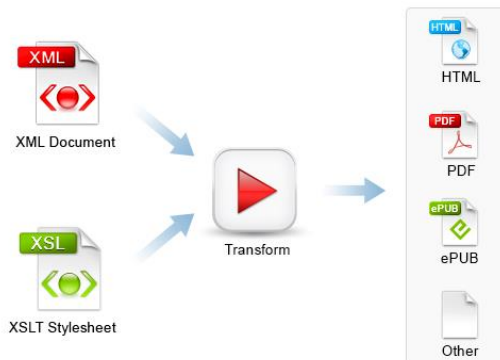 XML
XML Document
XSL
XSLT Stylesheet
Transform
HTML
HTML
PDF
PDF
ePUB
ePUB
Other